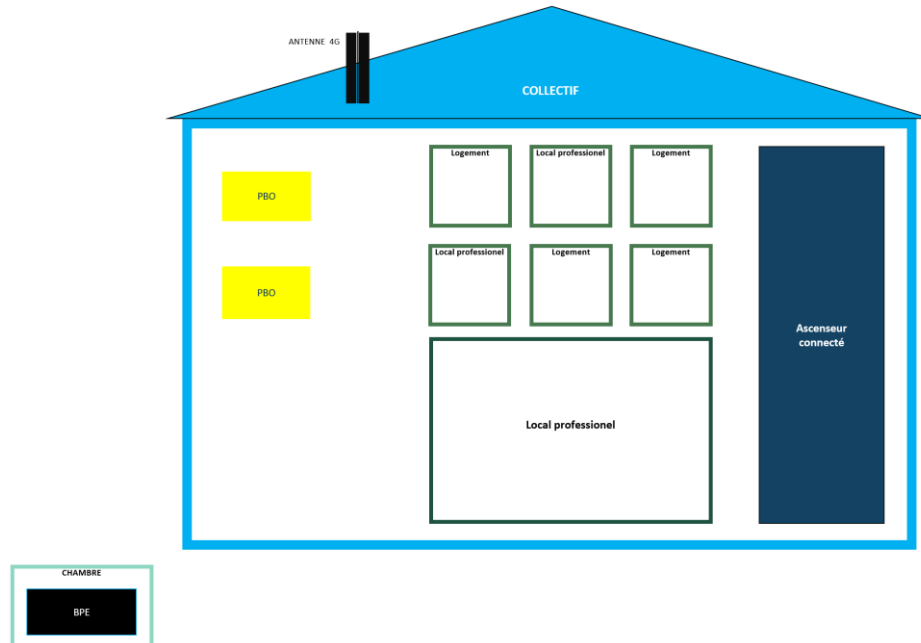 ANTENNE 4G
COLLECTIF
Logement
Local professionel
Logement
PBO
Local professionel
Logement
Logement
PBO
Ascenseur
connecté
Local professionel
CHAMBRE
BPE